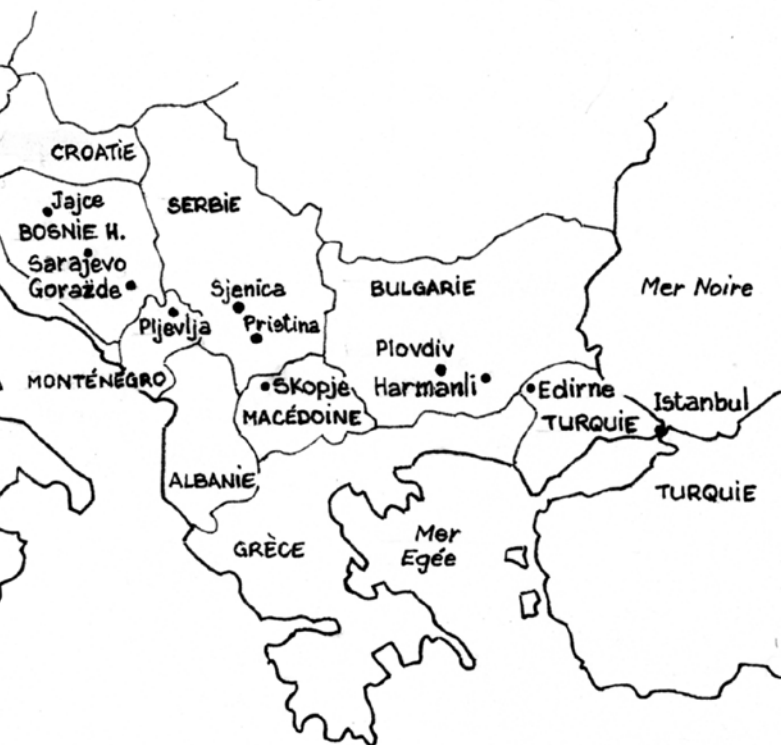 CROATIE
Jajce
SERBIE
BOSNIE H.
Sarajevo
Goražde
Sjenica
BULGARIE
Mer Noire
Pljevlja
Pristina
Plovdiv
MONTÉNÉGRO
Skopje
Harmanli
Edirne
Istanbul
MACÉDOINE
TURQUIE
ALBANIE
TURQUIE
GRÈCE
Mer
Egée